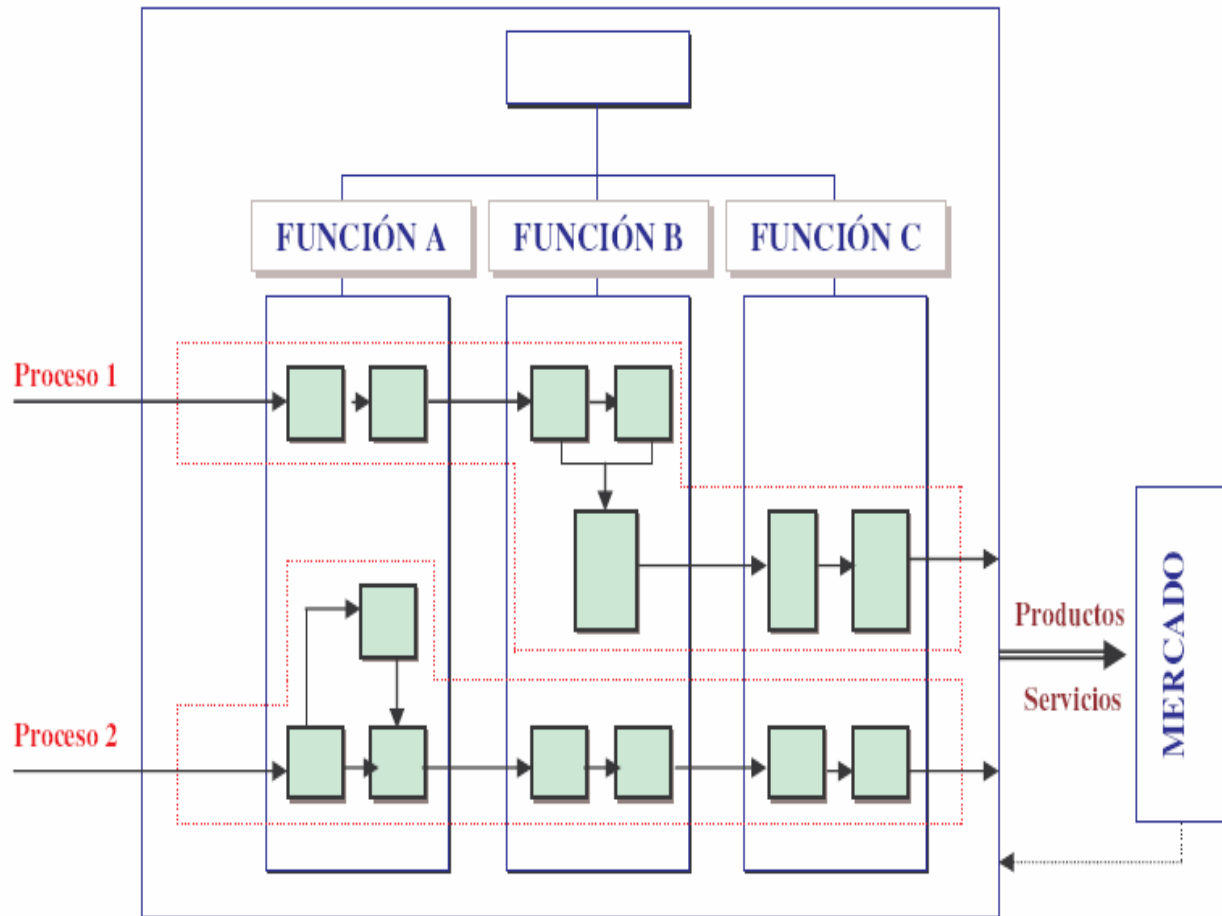 FUNCIÓN A
FUNCIÓN B
FUNCIÓN C
Proceso 1
Proceso 2
Productos
Servicios
MERCADO